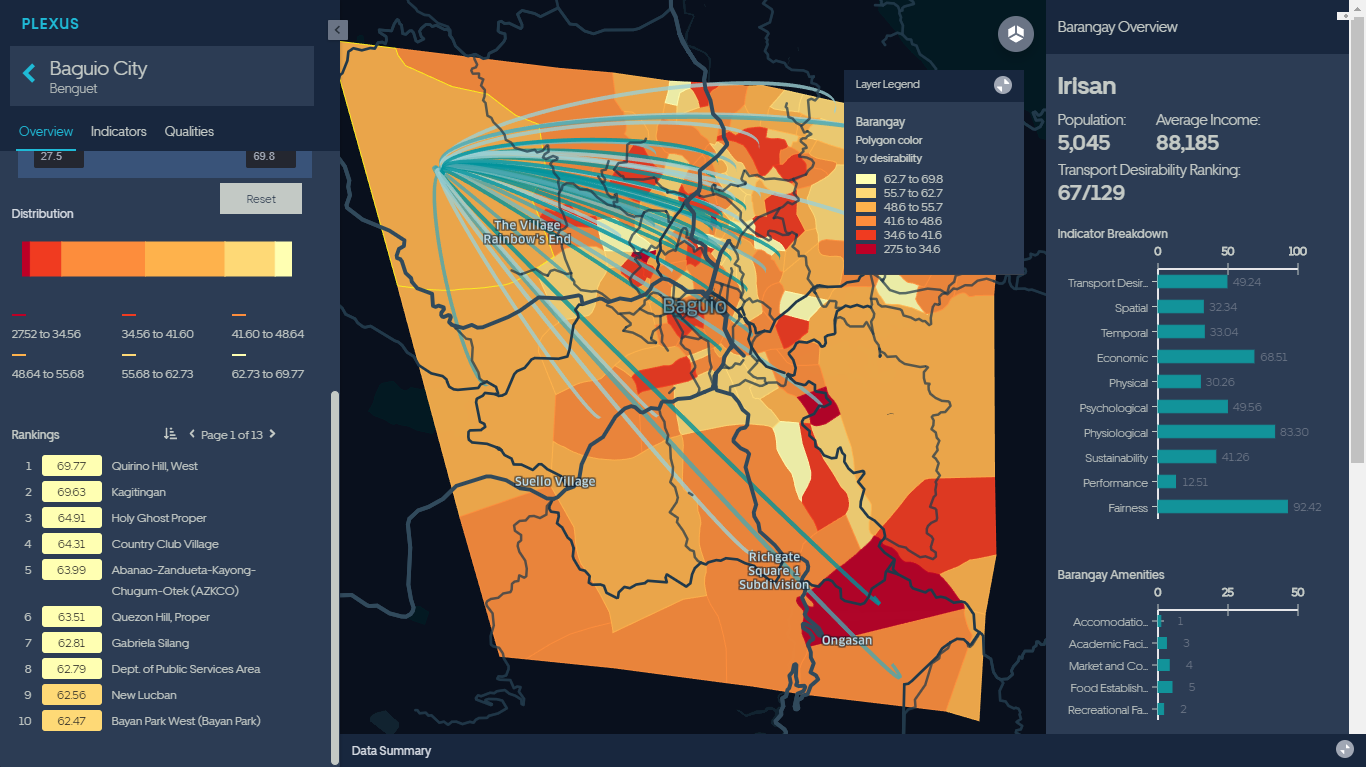 PLEXUS
Baguio City
Benguet
Overview
Indicators
Qualities
27.5
69.8
Reset
Distribution
27.52 to 34.56
34.56 to 41.60
41.60 to 48.64
48.64 to 55.68
55.68 to 62.73
62.73 to 69.77
Rankings
Page 1 of 13
1 69.77 Quirino Hill, West
2 69.63 Kagitingan
3 64.91 Holy Ghost Proper
4 64.31 Country Club Village
5 63.99 Abanao-Zandueta-Kayong-
Chugum-Otek (AZKCO)
6 63.51 Quezon Hill, Proper
7 62.81 Gabriela Silang
8 62.79 Dept. of Public Services Area
9 62.56 New Lucban
10 62.47 Bayan Park West (Bayan Park)
The Village
Rainbow's End
Baguio
Suello Village
Richgate
Square 1
Subdivision
Ongasan
Layer Legend
Barangay
Polygon color
by desirability
62.7 to 69.8
55.7 to 62.7
48.6 to 55.7
41.6 to 48.6
34.6 to 41.6
27.5 to 34.6
Data Summary
Barangay Overview
Irisan
Population: Average Income:
5,045 88,185
Transport Desirability Ranking:
67/129
Indicator Breakdown
0 50 100
Transport Desir... 49.24
Spatial 32.34
Temporal 33.04
Economic 68.51
Physical 30.26
Psychological 49.56
Physiological 83.30
Sustainability 41.26
Performance 12.51
Fairness 92.42
Barangay Amenities
0 25 50
Accomodatio... 1
Academic Faci... 3
Market and Co... 4
Food Establish... 5
Recreational Fa... 2